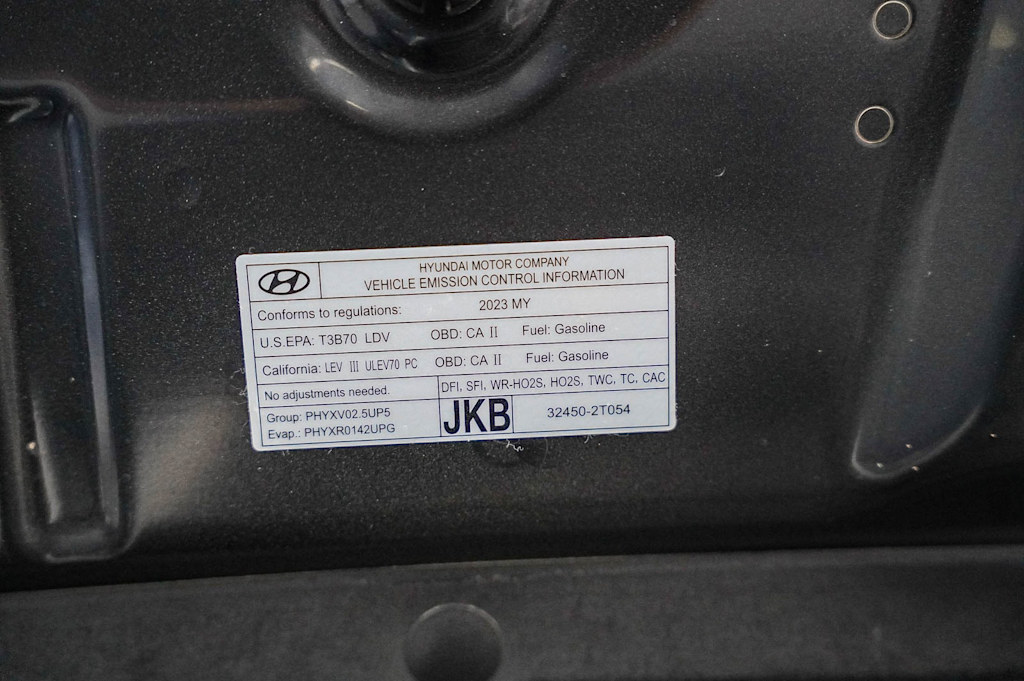 HYUNDAI MOTOR COMPANY
VEHICLE EMISSION CONTROL INFORMATION
Conforms to regulations: 2023 MY
U.S.EPA: T3B70 LDV OBD: CA II Fuel: Gasoline
California: LEV III ULEV70 PC OBD: CA II Fuel: Gasoline
No adjustments needed. DFI, SFI, WR-HO2S, HO2S, TWC, TC, CAC
Group: PHYXV02.5UP5
Evap.: PHYXR0142UPG
JKB
32450-2T054